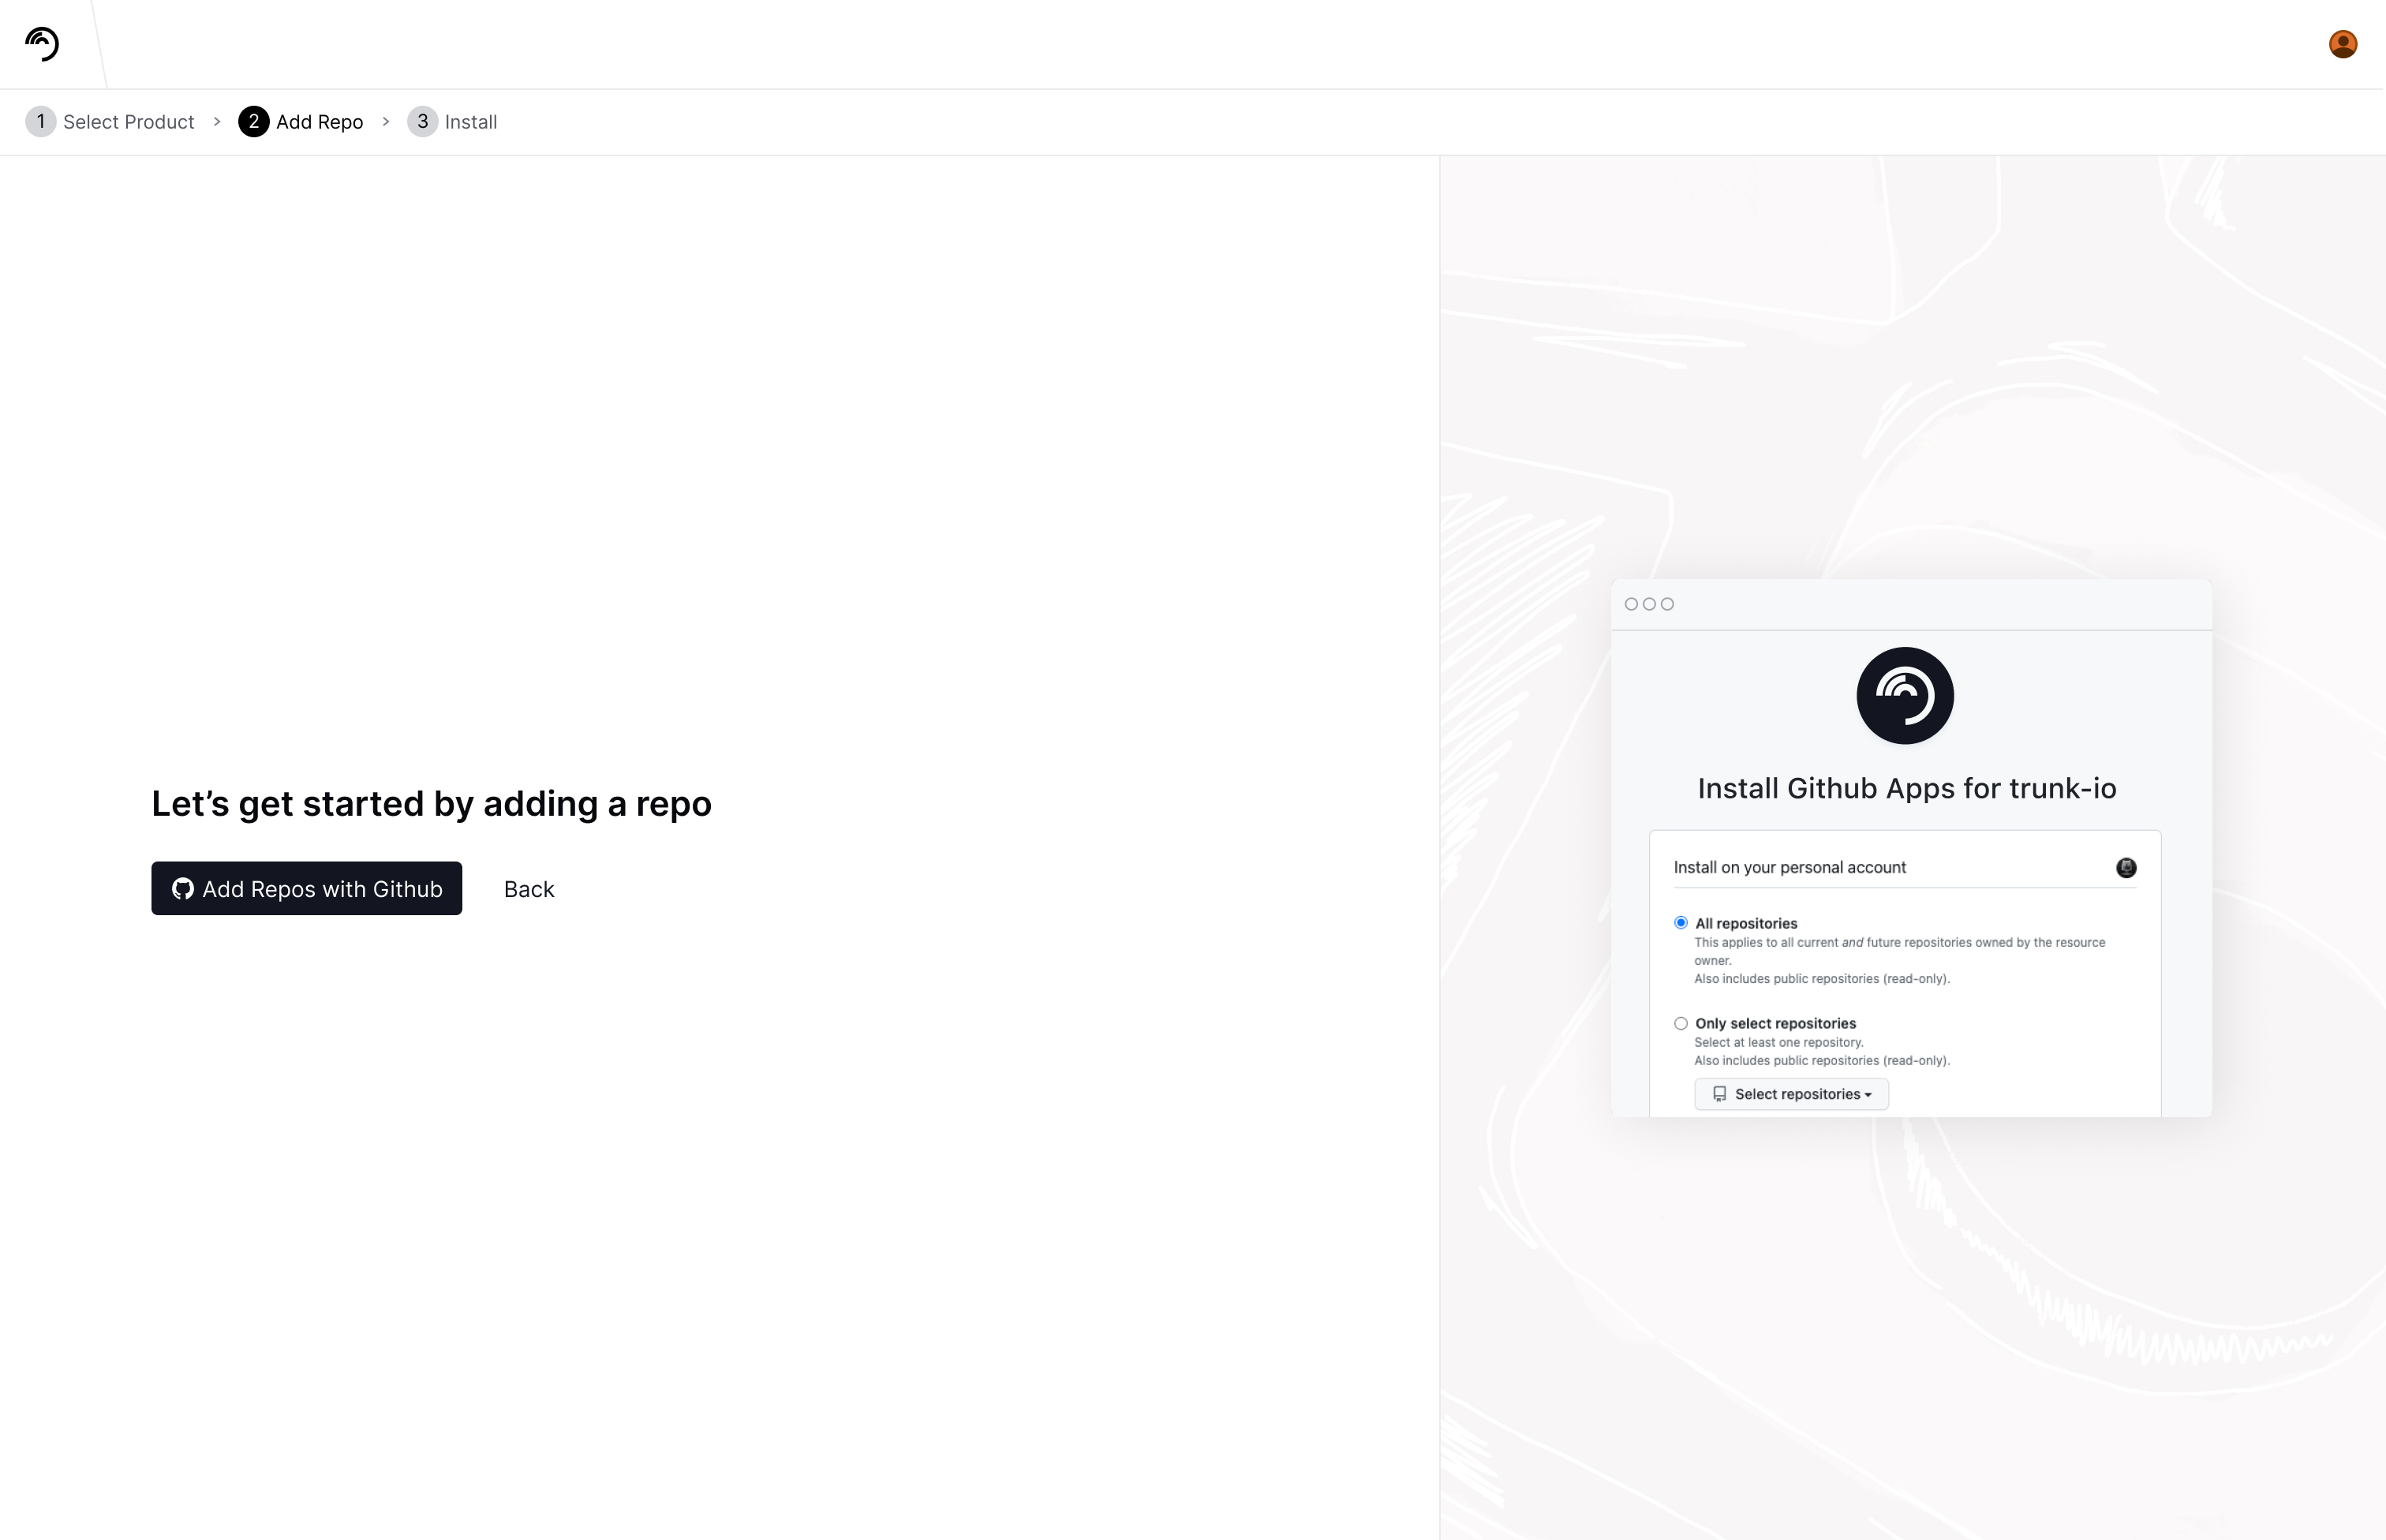 1 Select Product > 2 Add Repo > 3 Install
Let’s get started by adding a repo
Add Repos with Github Back
Install Github Apps for trunk-io
Install on your personal account
All repositories
This applies to all current and future repositories owned by the resource
owner.
Also includes public repositories (read-only).
Only select repositories
Select at least one repository.
Also includes public repositories (read-only).
Select repositories